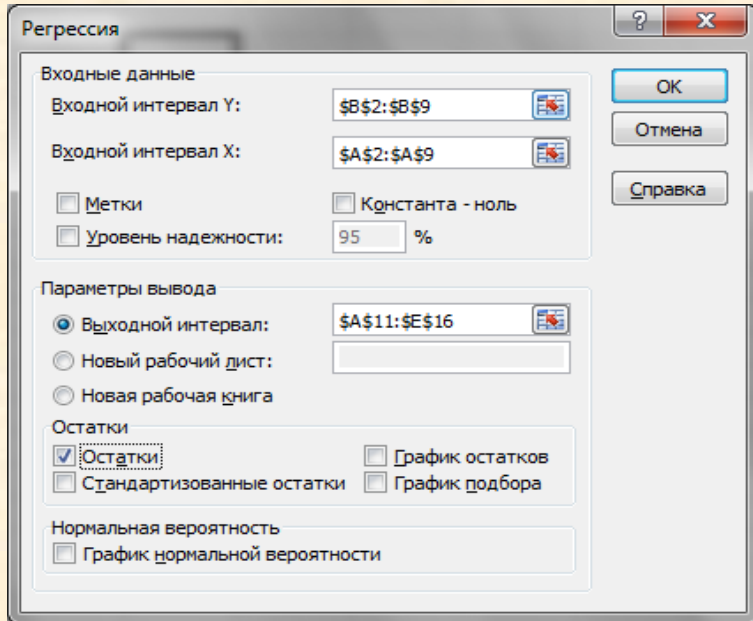 Регрессия
Входные данные
Входной интервал Y: $B$2:$B$9
Входной интервал X: $A$2:$A$9
Метки Константа - ноль
Уровень надежности: 95 %
OK
Отмена
Справка
Параметры вывода
Выходной интервал: $A$11:$E$16
Новый рабочий лист:
Новая рабочая книга
Остатки
Остатки График остатков
Стандартизованные остатки График подбора
Нормальная вероятность
График нормальной вероятности